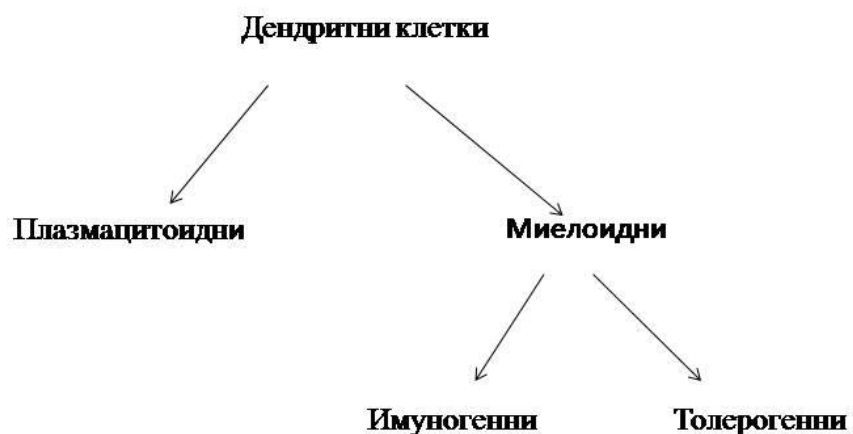 Дендритни клетки
Плазмацитоидни
Миелоидни
Имуногенни
Толерогенни